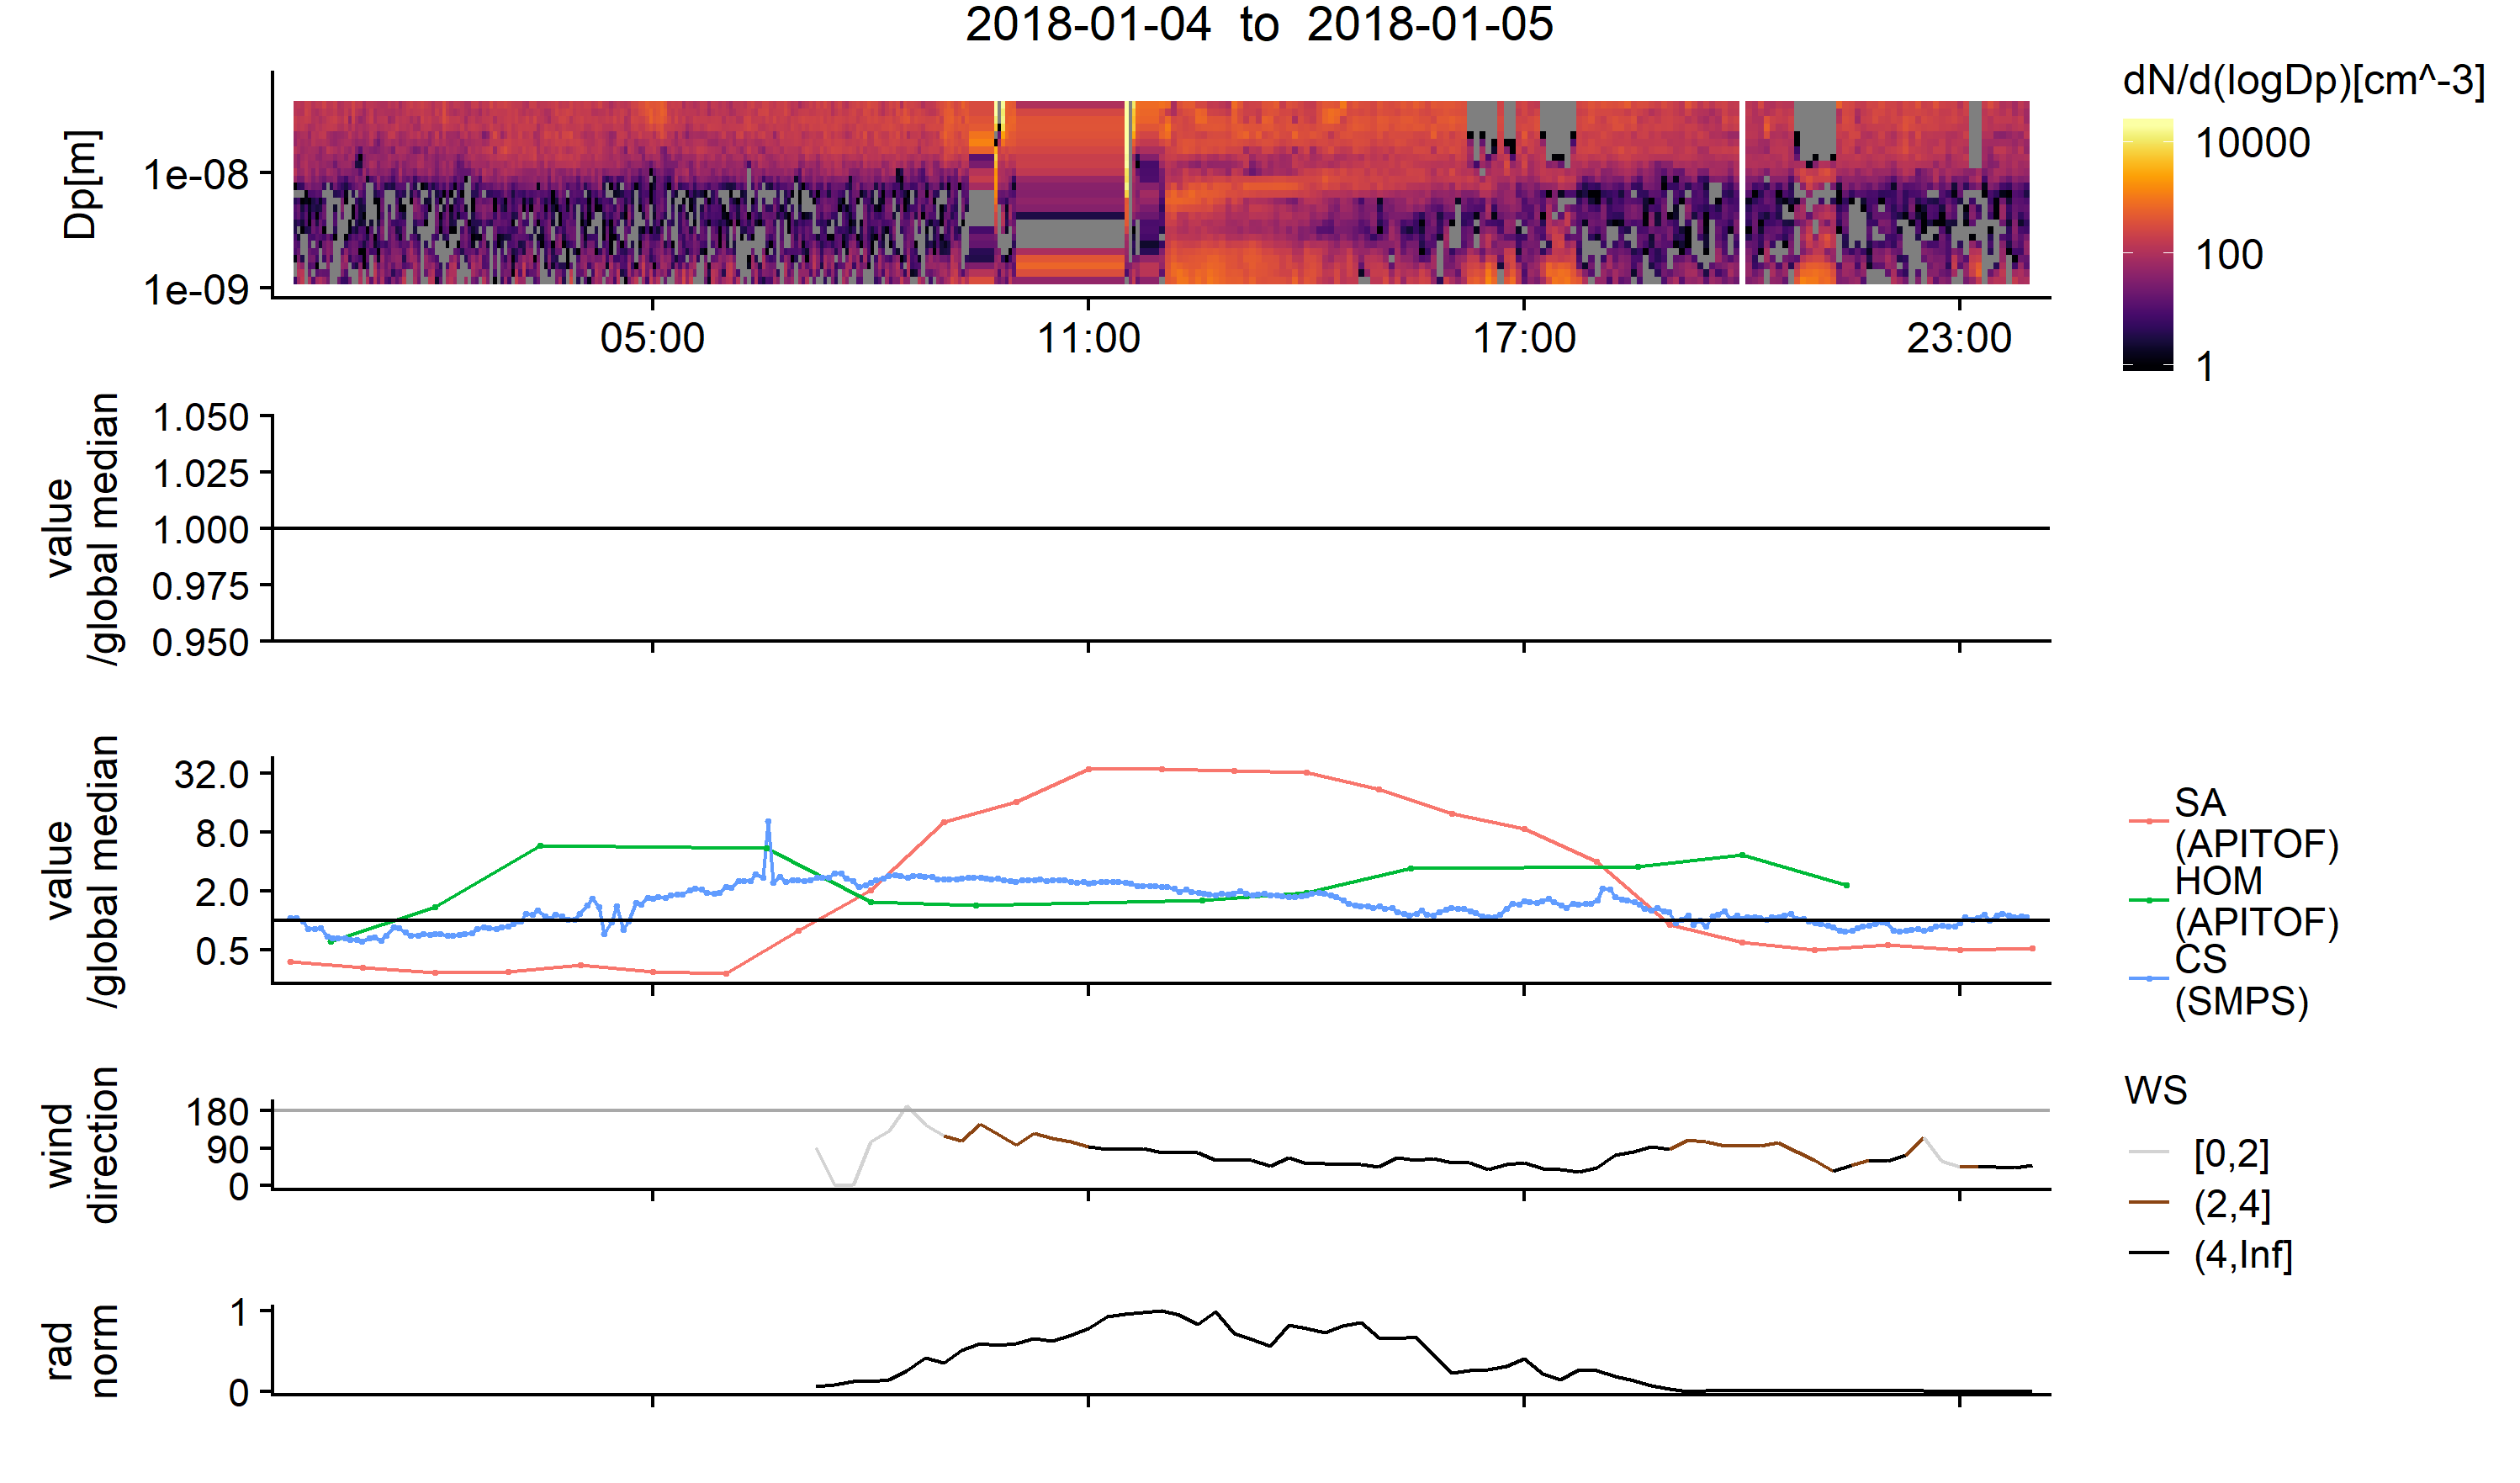 2018-01-04 to 2018-01-05
Dp[m]
1e-08
1e-09
05:00
11:00
17:00
23:00
dN/d(logDp)[cm^-3]
10000
100
1
value
/global median
1.050
1.025
1.000
0.975
0.950
value
/global median
32.0
8.0
2.0
0.5
SA
(APITOF)
HOM
(APITOF)
CS
(SMPS)
wind
direction
180
90
0
WS
[0,2]
(2,4]
(4,Inf]
rad
norm
1
0